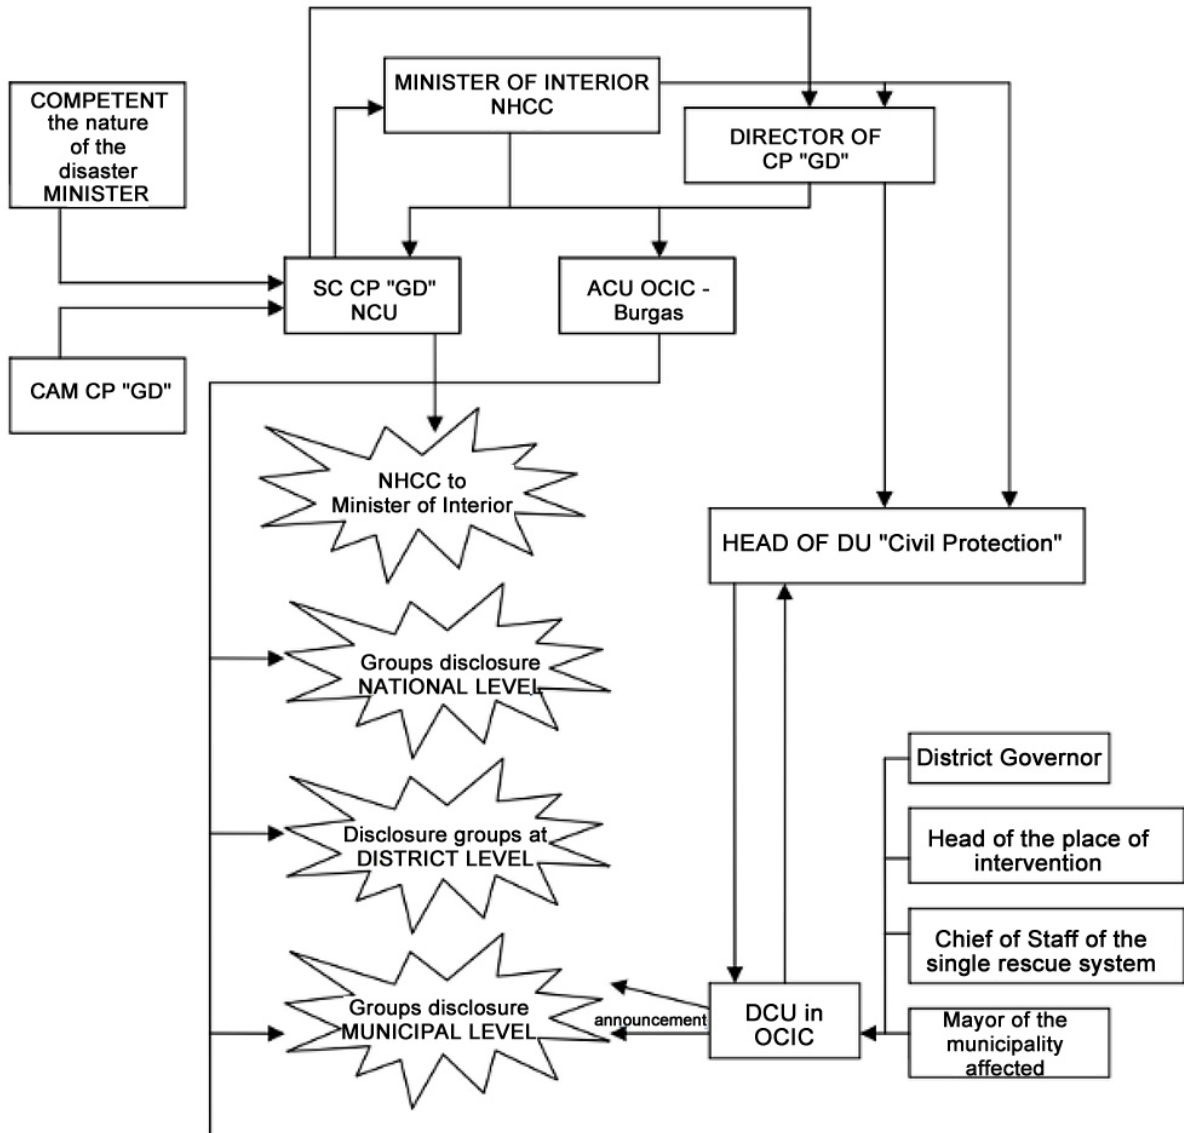 COMPETENT
the nature
of the
disaster
MINISTER
MINISTER OF INTERIOR
NHCC
DIRECTOR OF
CP "GD"
SC CP "GD"
NCU
ACU OCIC -
Burgas
CAM CP "GD"
NHCC to
Minister of Interior
HEAD OF DU "Civil Protection"
Groups disclosure
NATIONAL LEVEL
Disclosure groups at
DISTRICT LEVEL
Groups disclosure
MUNICIPAL LEVEL
announcement
DCU in
OCIC
District Governor
Head of the place of
intervention
Chief of Staff of the
single rescue system
Mayor of the
municipality
affected